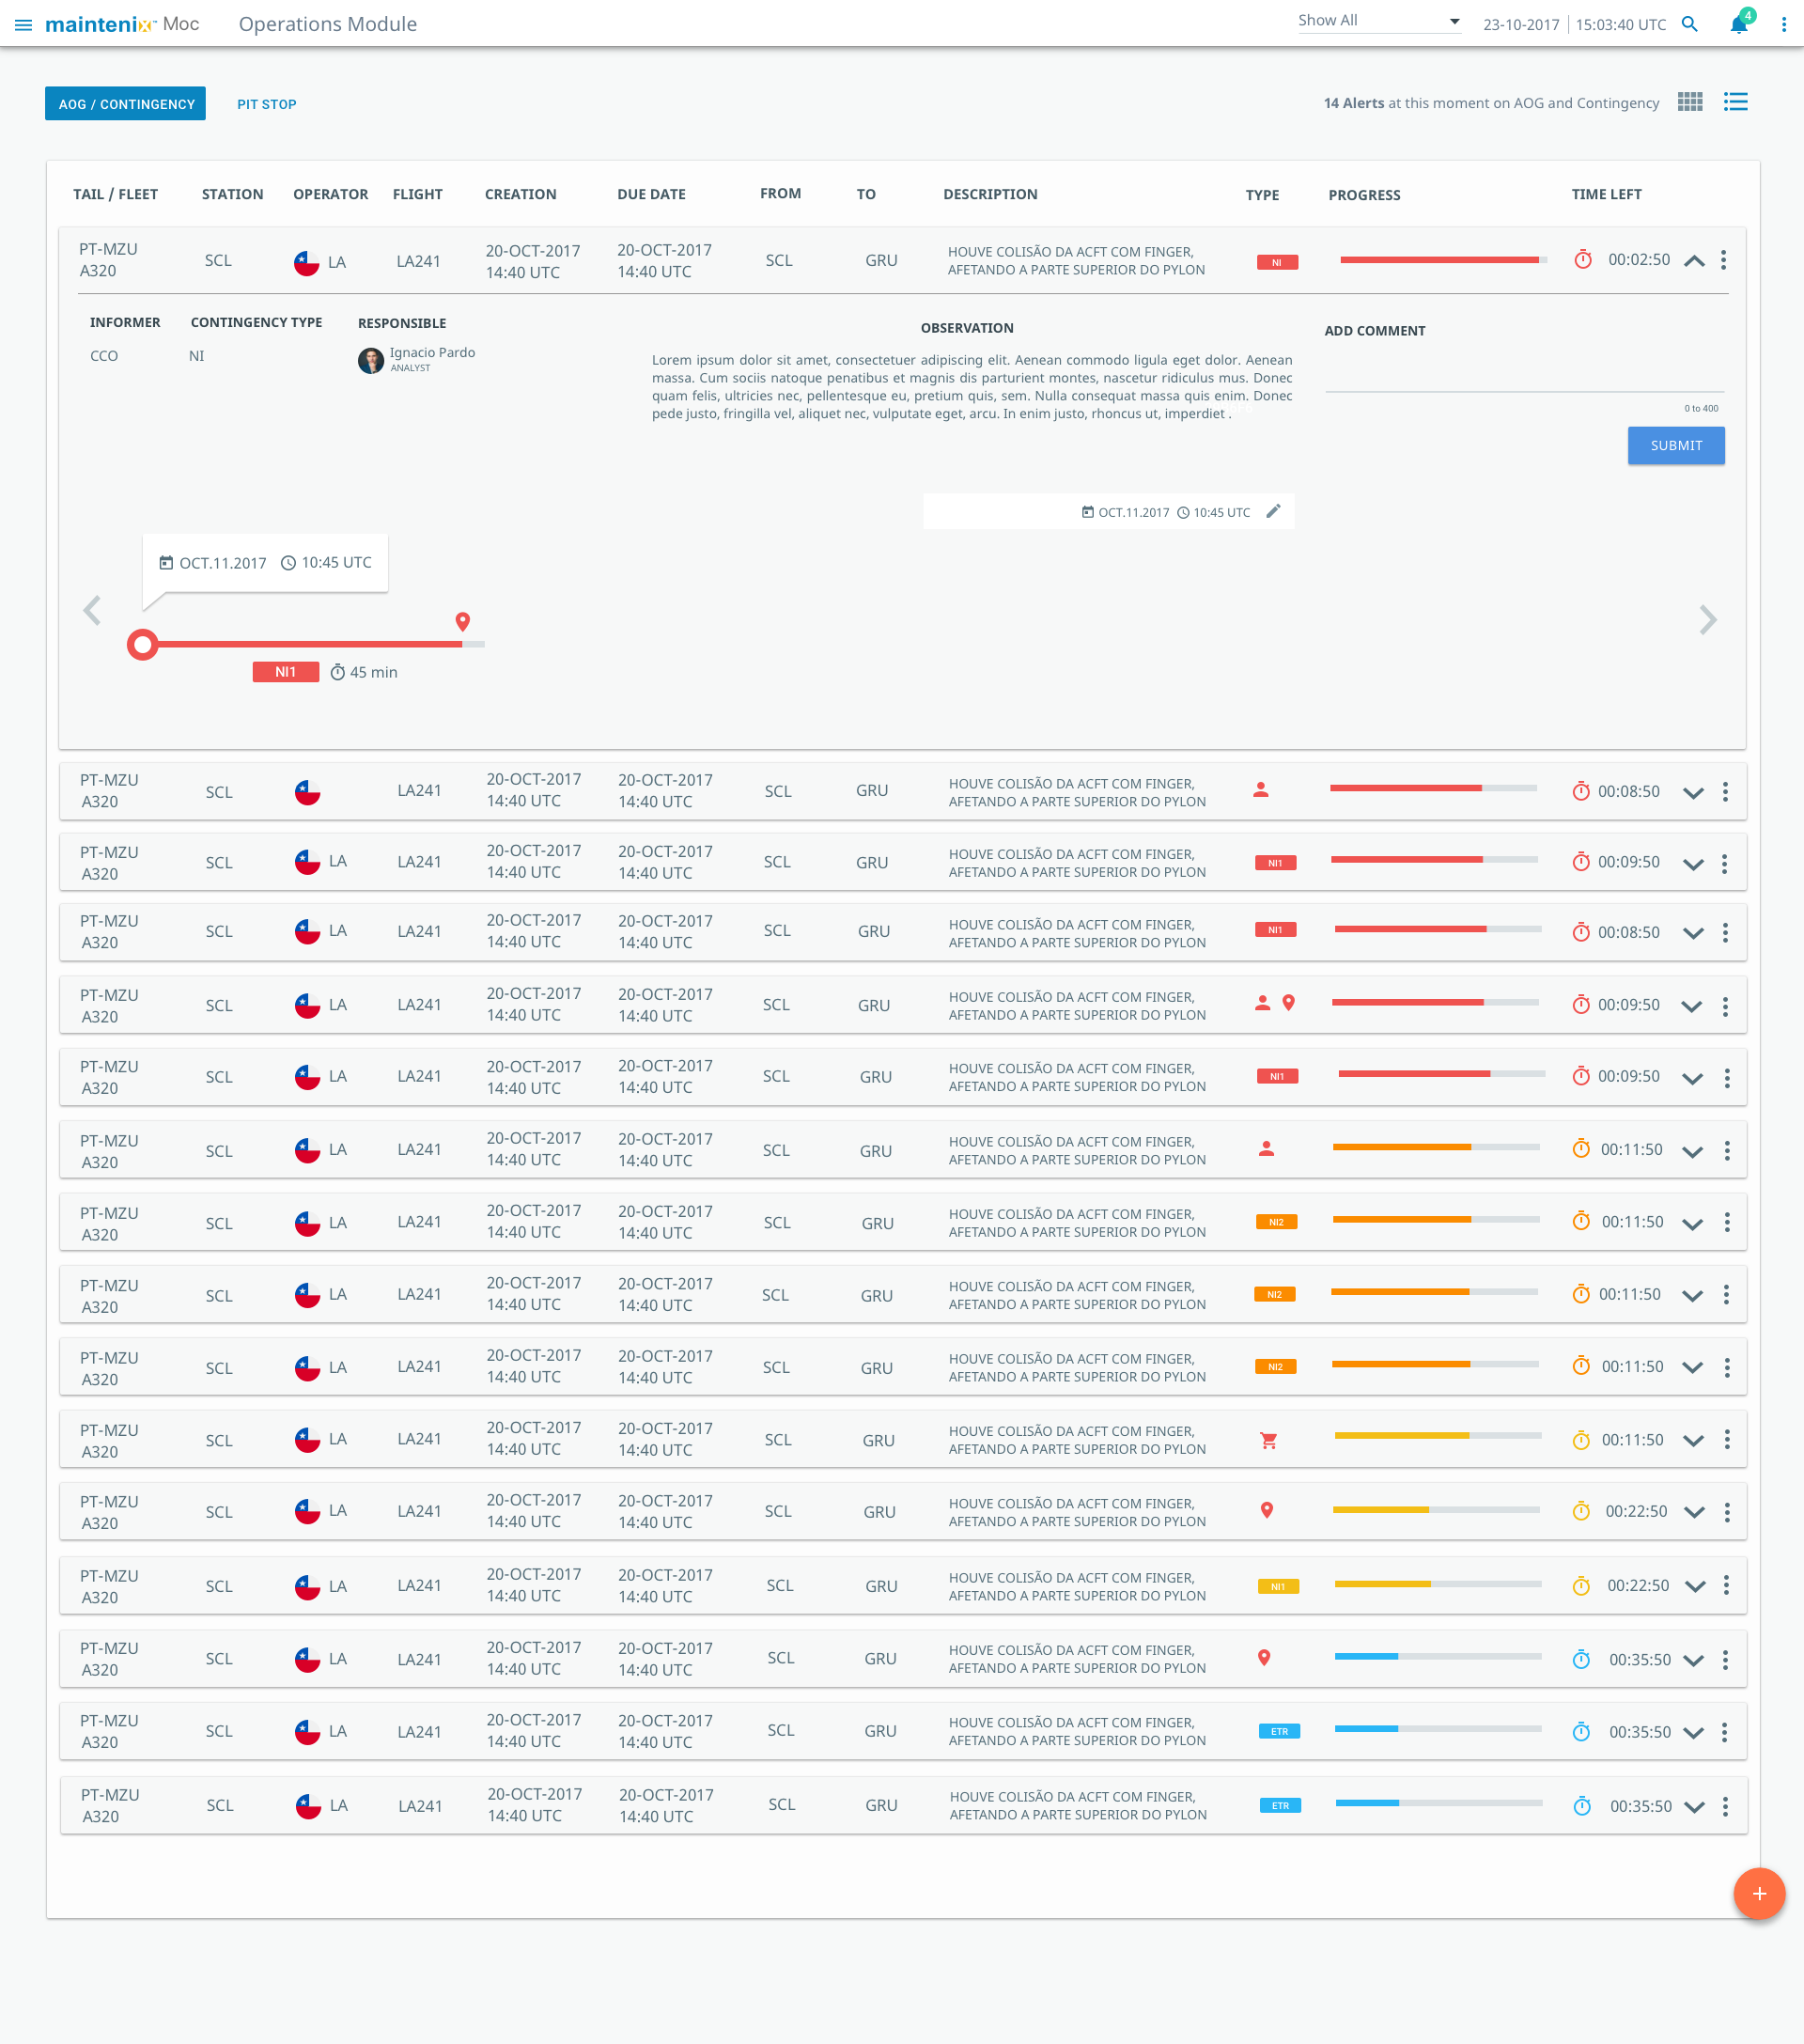 maintenix™ Moc Operations Module Show All 23-10-2017 15:03:40 UTC 4
AOG / CONTINGENCY PIT STOP 14 Alerts at this moment on AOG and Contingency
TAIL / FLEET STATION OPERATOR FLIGHT CREATION DUE DATE FROM TO DESCRIPTION TYPE PROGRESS TIME LEFT
PT-MZU SCL LA LA241 20-OCT-2017 20-OCT-2017 SCL GRU HOUVE COLISÃO DA ACFT COM FINGER, NI 00:02:50
A320 14:40 UTC 14:40 UTC AFETANDO A PARTE SUPERIOR DO PYLON
INFORMER CONTINGENCY TYPE RESPONSIBLE OBSERVATION ADD COMMENT
CCO NI Ignacio Pardo
ANALYST
Lorem ipsum dolor sit amet, consectetuer adipiscing elit. Aenean commodo ligula eget dolor. Aenean
massa. Cum sociis natoque penatibus et magnis dis parturient montes, nascetur ridiculus mus. Donec
quam felis, ultricies nec, pellentesque eu, pretium quis, sem. Nulla consequat massa quis enim. Donec
pede justo, fringilla vel, aliquet nec, vulputate eget, arcu. In enim justo, rhoncus ut, imperdiet .
0 to 400
SUBMIT
OCT.11.2017 10:45 UTC
OCT.11.2017 10:45 UTC
NI1 45 min
PT-MZU SCL LA241 20-OCT-2017 20-OCT-2017 SCL GRU HOUVE COLISÃO DA ACFT COM FINGER, 00:08:50
A320 14:40 UTC 14:40 UTC AFETANDO A PARTE SUPERIOR DO PYLON
PT-MZU SCL LA LA241 20-OCT-2017 20-OCT-2017 SCL GRU HOUVE COLISÃO DA ACFT COM FINGER, NI1 00:09:50
A320 14:40 UTC 14:40 UTC AFETANDO A PARTE SUPERIOR DO PYLON
PT-MZU SCL LA LA241 20-OCT-2017 20-OCT-2017 SCL GRU HOUVE COLISÃO DA ACFT COM FINGER, NI1 00:08:50
A320 14:40 UTC 14:40 UTC AFETANDO A PARTE SUPERIOR DO PYLON
PT-MZU SCL LA LA241 20-OCT-2017 20-OCT-2017 SCL GRU HOUVE COLISÃO DA ACFT COM FINGER, 00:09:50
A320 14:40 UTC 14:40 UTC AFETANDO A PARTE SUPERIOR DO PYLON
PT-MZU SCL LA LA241 20-OCT-2017 20-OCT-2017 SCL GRU HOUVE COLISÃO DA ACFT COM FINGER, NI1 00:09:50
A320 14:40 UTC 14:40 UTC AFETANDO A PARTE SUPERIOR DO PYLON
PT-MZU SCL LA LA241 20-OCT-2017 20-OCT-2017 SCL GRU HOUVE COLISÃO DA ACFT COM FINGER, 00:11:50
A320 14:40 UTC 14:40 UTC AFETANDO A PARTE SUPERIOR DO PYLON
PT-MZU SCL LA LA241 20-OCT-2017 20-OCT-2017 SCL GRU HOUVE COLISÃO DA ACFT COM FINGER, NI2 00:11:50
A320 14:40 UTC 14:40 UTC AFETANDO A PARTE SUPERIOR DO PYLON
PT-MZU SCL LA LA241 20-OCT-2017 20-OCT-2017 SCL GRU HOUVE COLISÃO DA ACFT COM FINGER, NI2 00:11:50
A320 14:40 UTC 14:40 UTC AFETANDO A PARTE SUPERIOR DO PYLON
PT-MZU SCL LA LA241 20-OCT-2017 20-OCT-2017 SCL GRU HOUVE COLISÃO DA ACFT COM FINGER, NI2 00:11:50
A320 14:40 UTC 14:40 UTC AFETANDO A PARTE SUPERIOR DO PYLON
PT-MZU SCL LA LA241 20-OCT-2017 20-OCT-2017 SCL GRU HOUVE COLISÃO DA ACFT COM FINGER, 00:11:50
A320 14:40 UTC 14:40 UTC AFETANDO A PARTE SUPERIOR DO PYLON
PT-MZU SCL LA LA241 20-OCT-2017 20-OCT-2017 SCL GRU HOUVE COLISÃO DA ACFT COM FINGER, 00:22:50
A320 14:40 UTC 14:40 UTC AFETANDO A PARTE SUPERIOR DO PYLON
PT-MZU SCL LA LA241 20-OCT-2017 20-OCT-2017 SCL GRU HOUVE COLISÃO DA ACFT COM FINGER, NI1 00:22:50
A320 14:40 UTC 14:40 UTC AFETANDO A PARTE SUPERIOR DO PYLON
PT-MZU SCL LA LA241 20-OCT-2017 20-OCT-2017 SCL GRU HOUVE COLISÃO DA ACFT COM FINGER, 00:35:50
A320 14:40 UTC 14:40 UTC AFETANDO A PARTE SUPERIOR DO PYLON
PT-MZU SCL LA LA241 20-OCT-2017 20-OCT-2017 SCL GRU HOUVE COLISÃO DA ACFT COM FINGER, ETR 00:35:50
A320 14:40 UTC 14:40 UTC AFETANDO A PARTE SUPERIOR DO PYLON
PT-MZU SCL LA LA241 20-OCT-2017 20-OCT-2017 SCL GRU HOUVE COLISÃO DA ACFT COM FINGER, ETR 00:35:50
A320 14:40 UTC 14:40 UTC AFETANDO A PARTE SUPERIOR DO PYLON